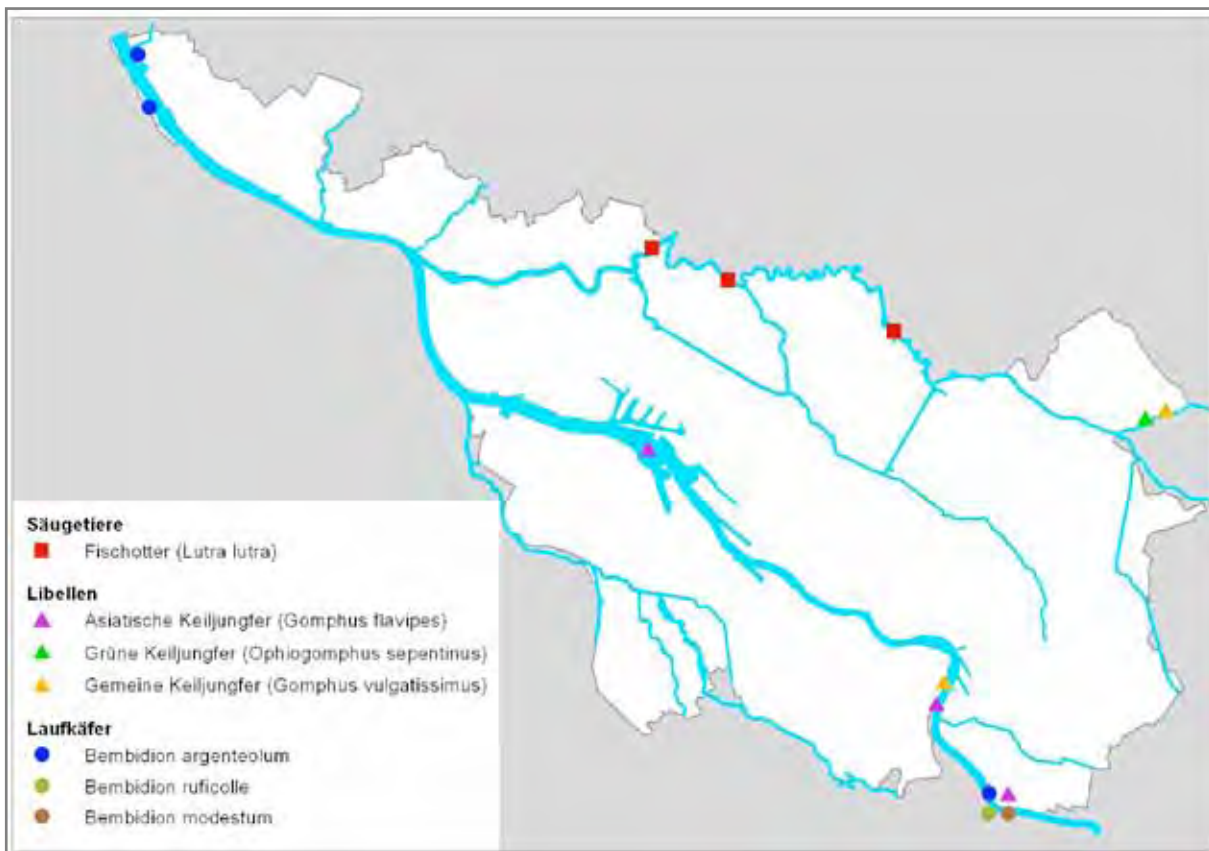 Säugetiere
Fischotter (Lutra lutra)
Libellen
Asiatische Keiljungfer (Gomphus flavipes)
Grüne Keiljungfer (Ophiogomphus sepentinus)
Gemeine Keiljungfer (Gomphus vulgatissimus)
Laufkäfer
Bembidion argenteolum
Bembidion ruficolle
Bembidion modestum